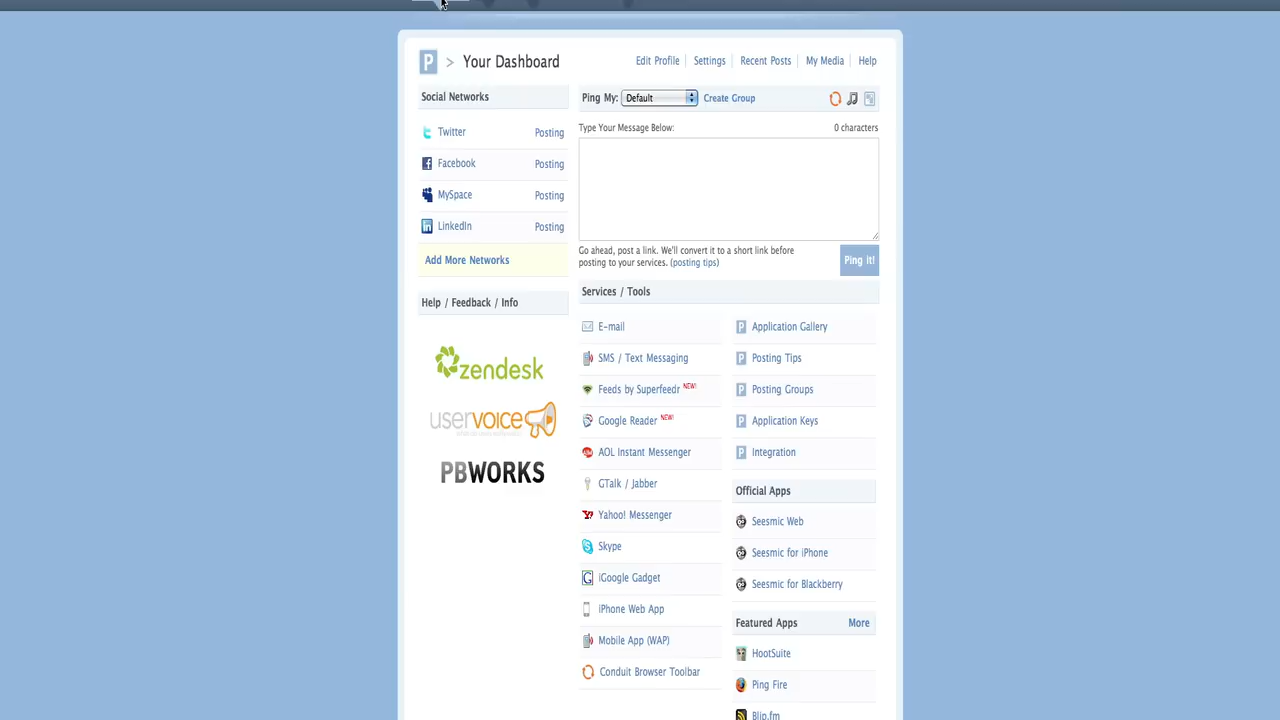 P > Your Dashboard
Edit Profile Settings Recent Posts My Media Help
Social Networks
Twitter Posting
Facebook Posting
MySpace Posting
LinkedIn Posting
Add More Networks
Help / Feedback / Info
zendesk
uservoice
PBWORKS
Ping My: Default Create Group
Type Your Message Below: 0 characters
Go ahead, post a link. We'll convert it to a short link before
posting to your services. (posting tips)
Ping it!
Services / Tools
E-mail
SMS / Text Messaging
Feeds by Superfeedr NEW!
Google Reader NEW!
AOL Instant Messenger
GTalk / Jabber
Yahoo! Messenger
Skype
iGoogle Gadget
iPhone Web App
Mobile App (WAP)
Conduit Browser Toolbar
P Application Gallery
P Posting Tips
P Posting Groups
P Application Keys
P Integration
Official Apps
Seesmic Web
Seesmic for iPhone
Seesmic for Blackberry
Featured Apps More
HootSuite
Ping Fire
Blip.fm